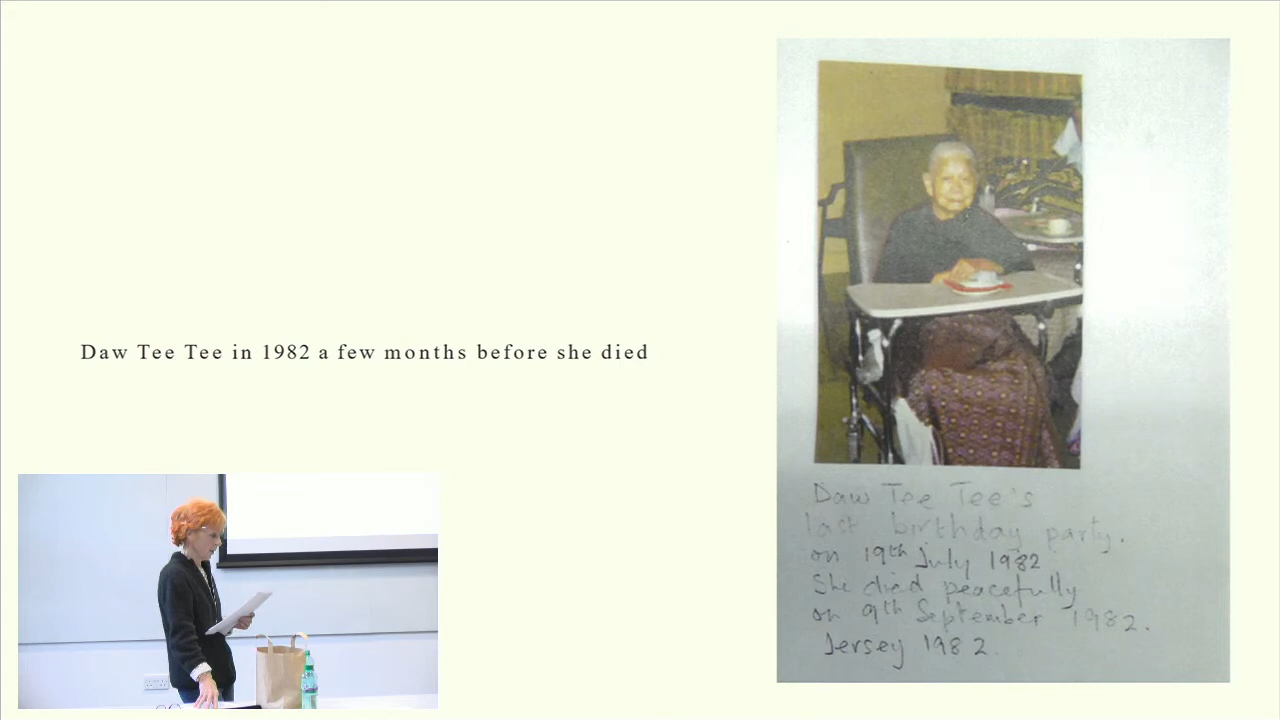 Daw Tee Tee in 1982 a few months before she died
Daw Tee Tee's
last birthday party.
on 19th July 1982
She died peacefully
on 9th September 1982.
Jersey 1982.